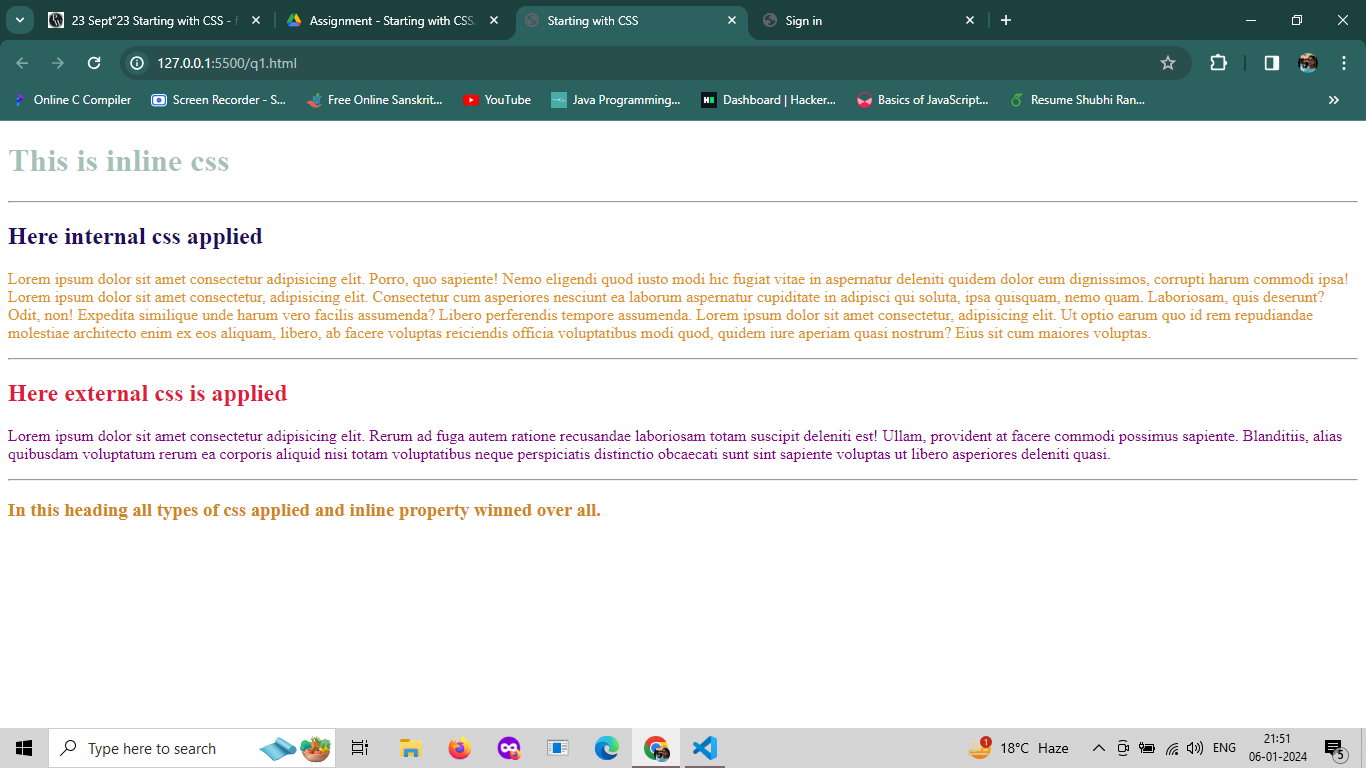 23 Sept"23 Starting with CSS -
Assignment - Starting with CSS
Starting with CSS
Sign in
127.0.0.1:5500/q1.html
Online C Compiler
Screen Recorder - S...
Free Online Sanskrit...
YouTube
Java Programming...
Dashboard | Hacker...
Basics of JavaScript...
Resume Shubhi Ran...
This is inline css
Here internal css applied
Lorem ipsum dolor sit amet consectetur adipisicing elit. Porro, quo sapiente! Nemo eligendi quod iusto modi hic fugiat vitae in aspernatur deleniti quidem dolor eum dignissimos, corrupti harum commodi ipsa!
Lorem ipsum dolor sit amet consectetur, adipisicing elit. Consectetur cum asperiores nesciunt ea laborum aspernatur cupiditate in adipisci qui soluta, ipsa quisquam, nemo quam. Laboriosam, quis deserunt?
Odit, non! Expedita similique unde harum vero facilis assumenda? Libero perferendis tempore assumenda. Lorem ipsum dolor sit amet consectetur, adipisicing elit. Ut optio earum quo id rem repudiandae
molestiae architecto enim ex eos aliquam, libero, ab facere voluptas reiciendis officia voluptatibus modi quod, quidem iure aperiam quasi nostrum? Eius sit cum maiores voluptas.
Here external css is applied
Lorem ipsum dolor sit amet consectetur adipisicing elit. Rerum ad fuga autem ratione recusandae laboriosam totam suscipit deleniti est! Ullam, provident at facere commodi possimus sapiente. Blanditiis, alias
quibusdam voluptatum rerum ea corporis aliquid nisi totam voluptatibus neque perspiciatis distinctio obcaecati sunt sint sapiente voluptas ut libero asperiores deleniti quasi.
In this heading all types of css applied and inline property winned over all.
Type here to search
1
18°C Haze
ENG
21:51
06-01-2024
5